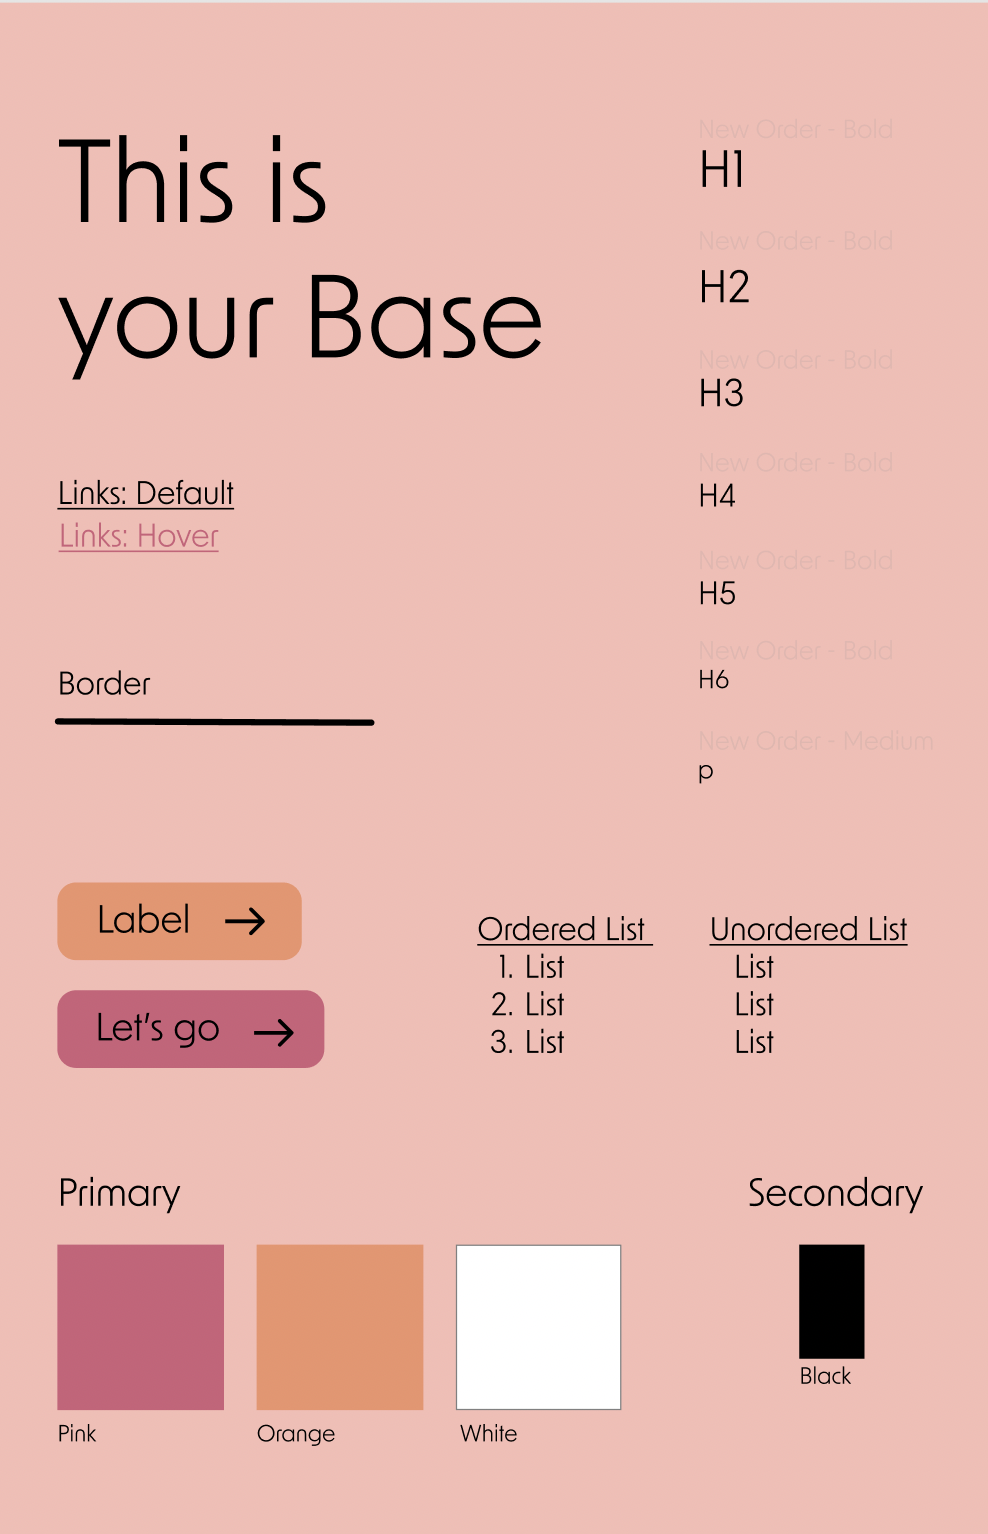 This is
your Base
Links: Default
Links: Hover
Border
New Order - Bold
H1
New Order - Bold
H2
New Order - Bold
H3
New Order - Bold
H4
New Order - Bold
H5
New Order - Bold
H6
New Order - Medium
p
Label →
Let's go →
Ordered List
1. List
2. List
3. List
Unordered List
List
List
List
Primary
Pink
Orange
White
Secondary
Black